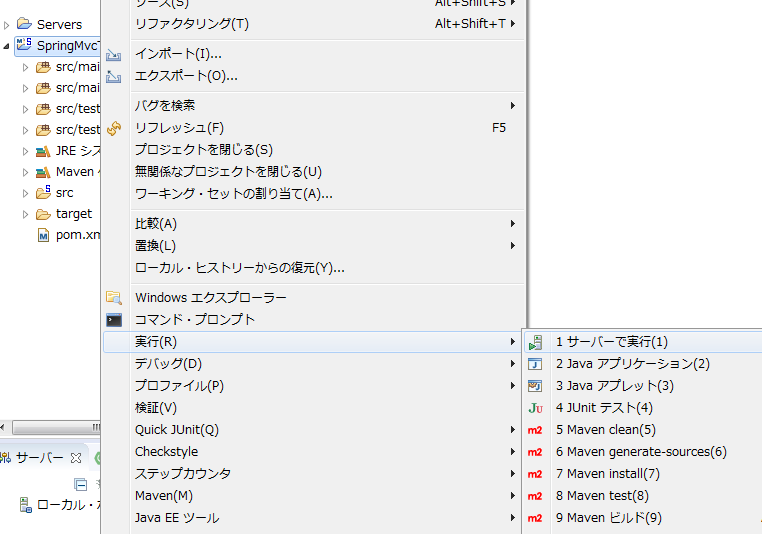 Servers
SpringMvcT
src/mai
src/mai
src/test
src/test
JRE シス
Maven
src
target
pom.xm
サーバー
ローカル・ホ
ソース(S)
Alt+Shift+S
リファクタリング(T)
Alt+Shift+T
インポート(I)...
エクスポート(O)...
バグを検索
リフレッシュ(F)
F5
プロジェクトを閉じる(S)
無関係なプロジェクトを閉じる(U)
ワーキング・セットの割り当て(A)...
比較(A)
置換(L)
ローカル・ヒストリーからの復元(Y)...
Windows エクスプローラー
コマンド・プロンプト
実行(R)
デバッグ(D)
プロファイル(P)
検証(V)
Quick JUnit(Q)
Checkstyle
ステップカウンタ
Maven(M)
Java EE ツール
1 サーバーで実行(1)
2 Java アプリケーション(2)
3 Java アプレット(3)
4 JUnit テスト(4)
5 Maven clean(5)
6 Maven generate-sources(6)
7 Maven install(7)
8 Maven test(8)
9 Maven ビルド(9)